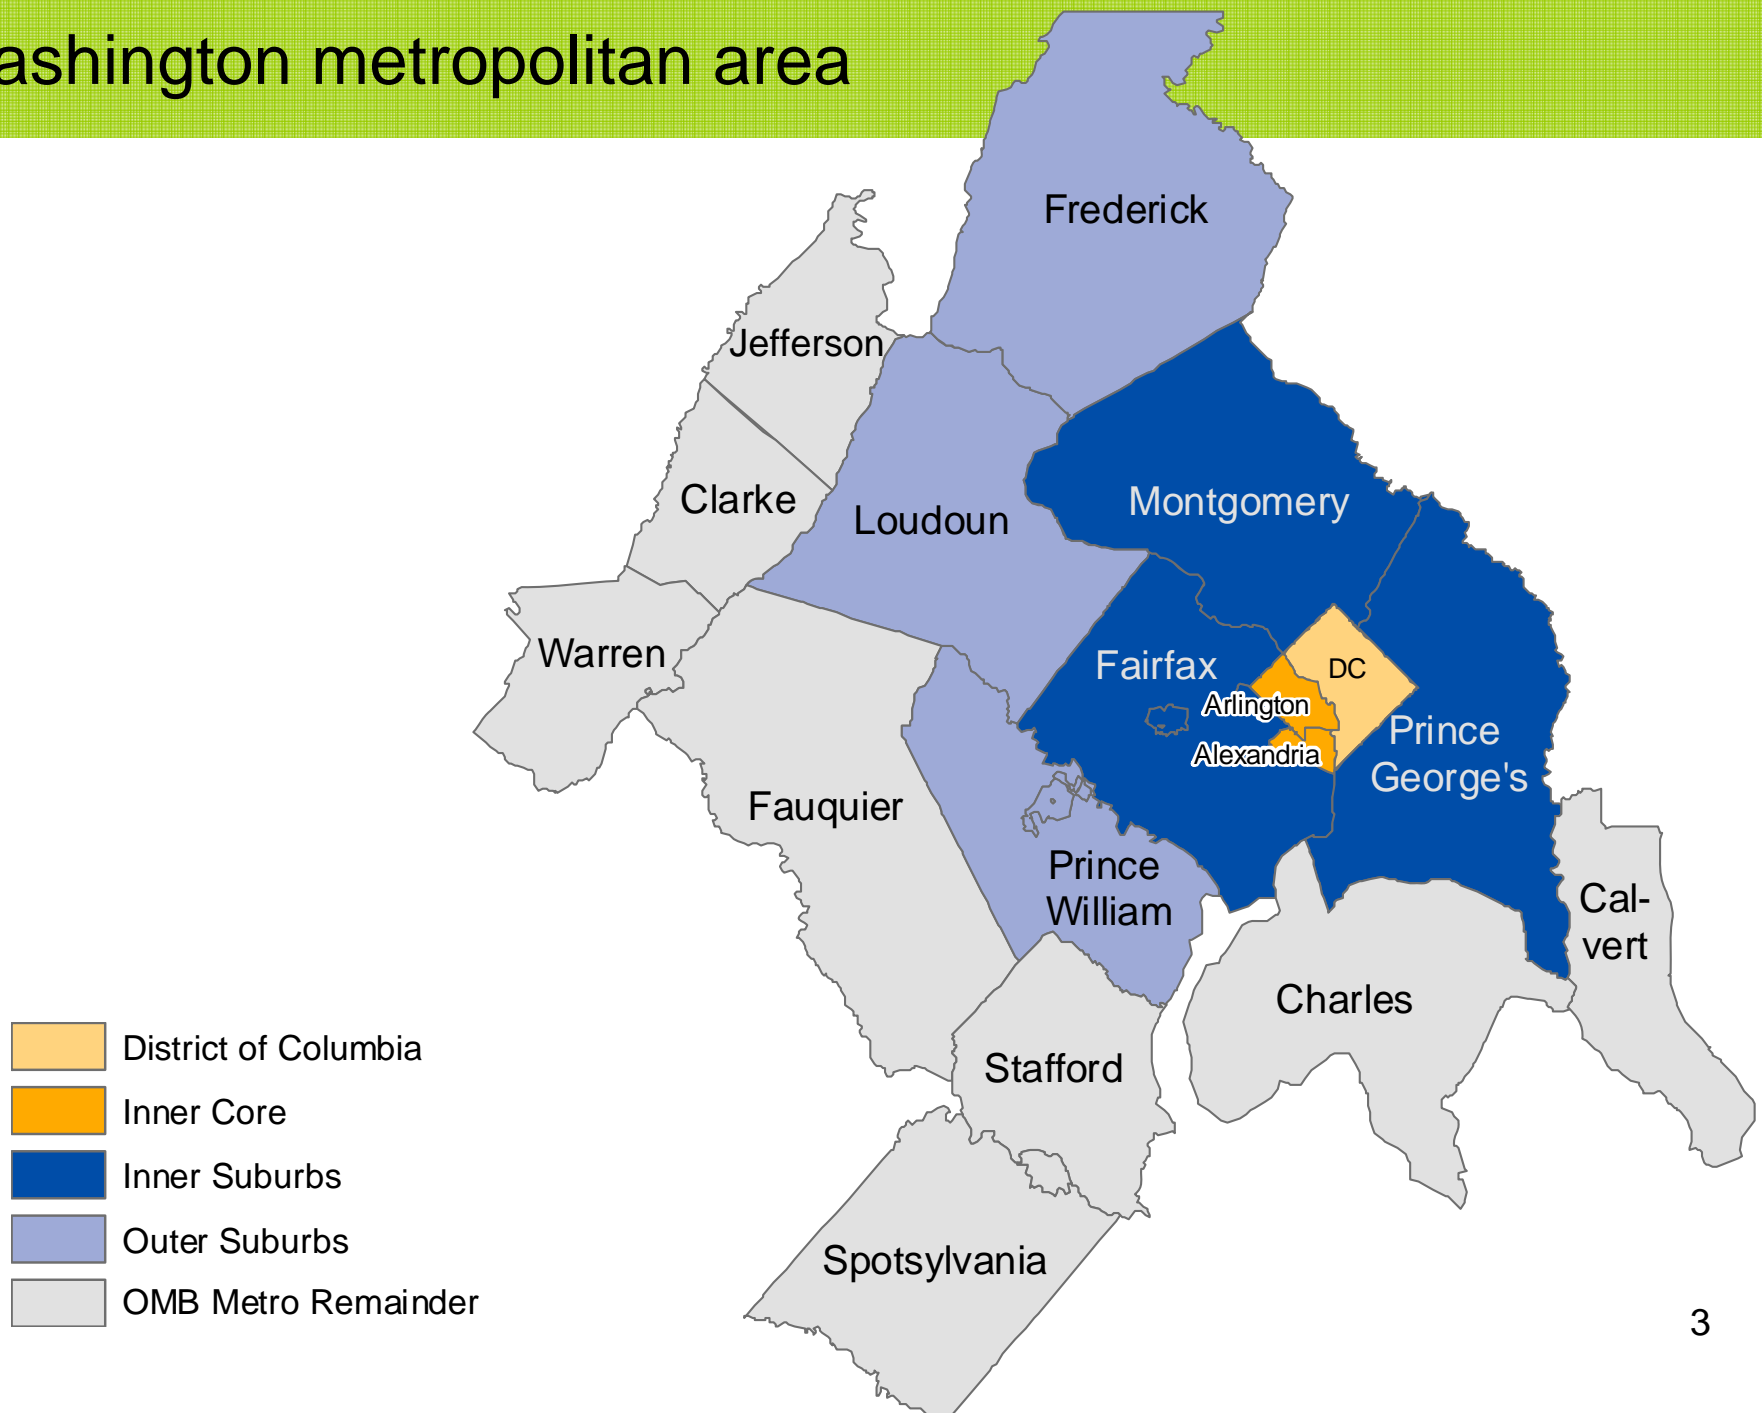 ashington metropolitan area
Frederick
Jefferson
Clarke
Loudoun
Montgomery
Warren
Fairfax
DC
Arlington
Alexandria
Prince
George's
Fauquier
Prince
William
Cal-
vert
Charles
Stafford
Spotsylvania
District of Columbia
Inner Core
Inner Suburbs
Outer Suburbs
OMB Metro Remainder
3